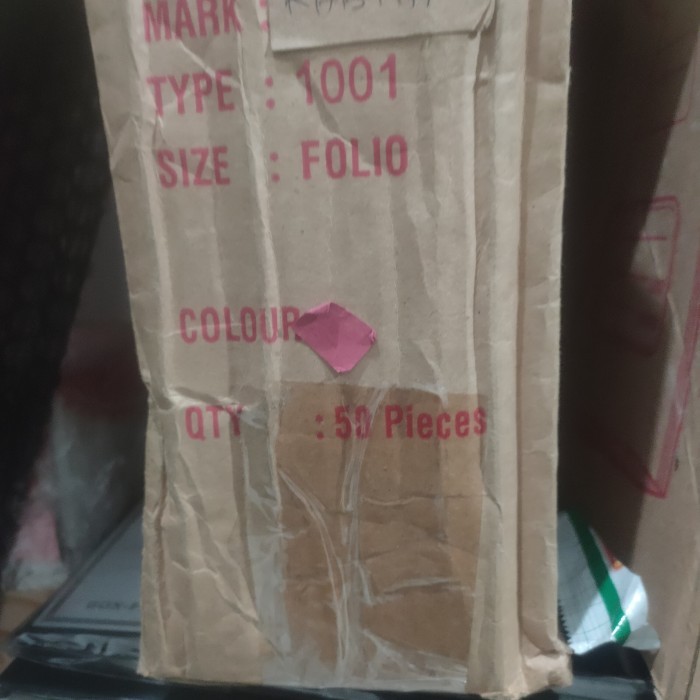 MARK :
TYPE : 1001
SIZE : FOLIO
COLOUR
QTY : 50 Pieces